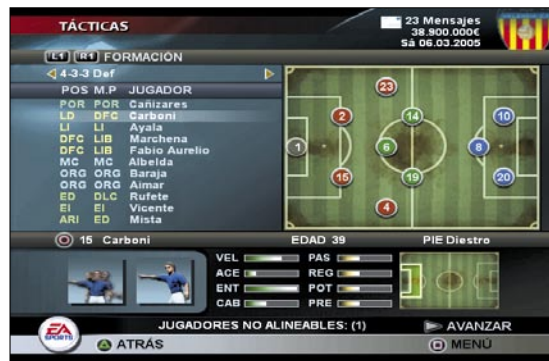 TÁCTICAS
23 Mensajes
38.900.000€
Sá 06.03.2005
L1 R1 FORMACIÓN
4-3-3 Def
POS M.P JUGADOR
POR POR Cañizares
LD DFC Carboni
LI LI Ayala
DFC LIB Marchena
DFC LIB Fabio Aurelio
MC MC Albelda
ORG ORG Baraja
ORG ORG Aimar
ED DLC Rufete
EI EI Vicente
ARI ED Mista
23
2 14 10
1 6 8
15 19 20
4
15 Carboni EDAD 39 PIE Diestro
VEL PAS
ACE REG
ENT POT
CAB PRE
JUGADORES NO ALINEABLES: (1) AVANZAR
EA SPORTS
ATRÁS MENÚ